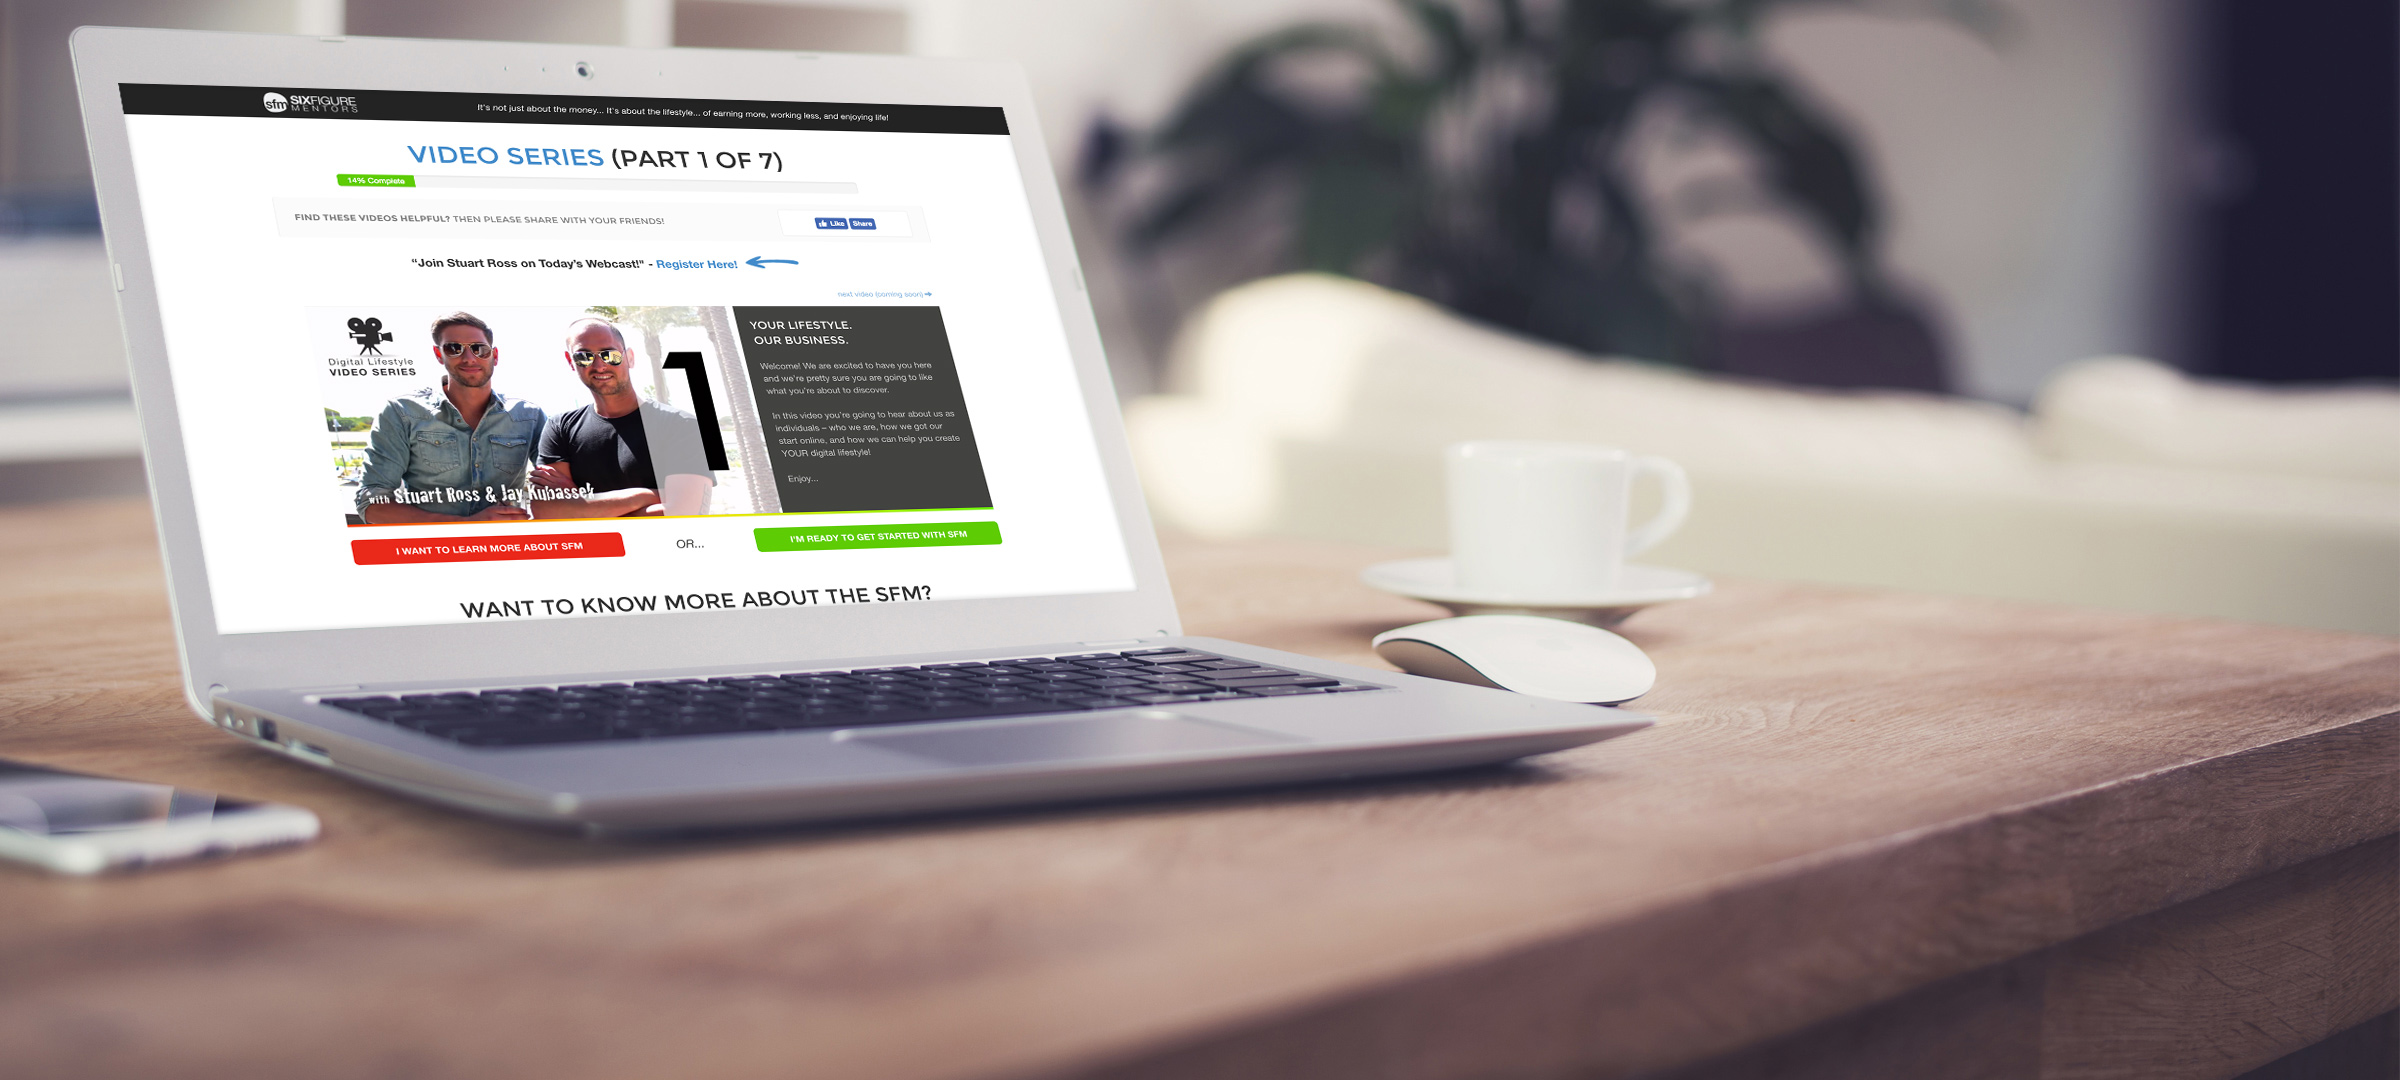 sfm SIXFIGURE
MENTORS
It's not just about the money... It's about the lifestyle... of earning more, working less, and enjoying life!
VIDEO SERIES (PART 1 OF 7)
14% Complete
FIND THESE VIDEOS HELPFUL? THEN PLEASE SHARE WITH YOUR FRIENDS!
Like Share
“Join Stuart Ross on Today's Webcast!” - Register Here!
next video (coming soon)
Digital Lifestyle
VIDEO SERIES
1
with Stuart Ross & Jay Kubassek
YOUR LIFESTYLE.
OUR BUSINESS.
Welcome! We are excited to have you here
and we're pretty sure you are going to like
what you're about to discover.
In this video you're going to hear about us as
individuals – who we are, how we got our
start online, and how we can help you create
YOUR digital lifestyle!
Enjoy...
I WANT TO LEARN MORE ABOUT SFM
OR...
I'M READY TO GET STARTED WITH SFM
WANT TO KNOW MORE ABOUT THE SFM?